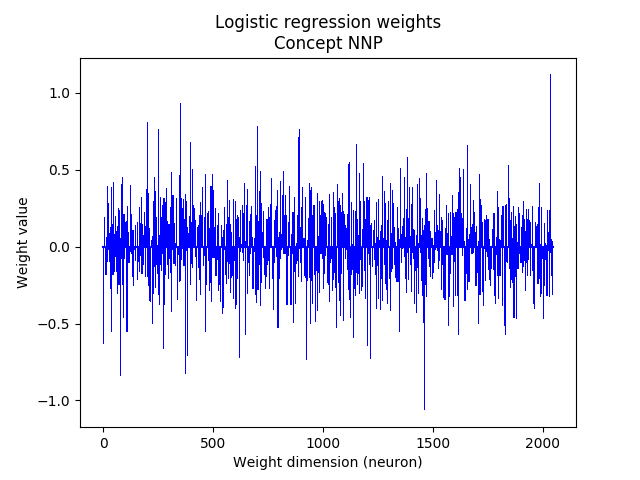 Logistic regression weights
Concept NNP
1.0
0.5
0.0
−0.5
−1.0
Weight value
0 500 1000 1500 2000
Weight dimension (neuron)